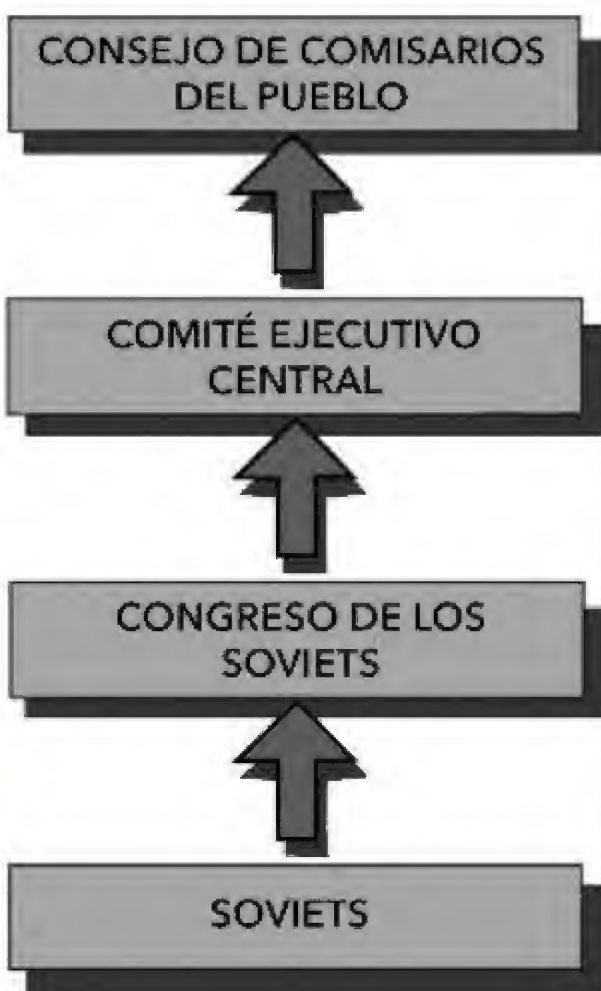 CONSEJO DE COMISARIOS
DEL PUEBLO
COMITÉ EJECUTIVO
CENTRAL
CONGRESO DE LOS
SOVIETS
SOVIETS